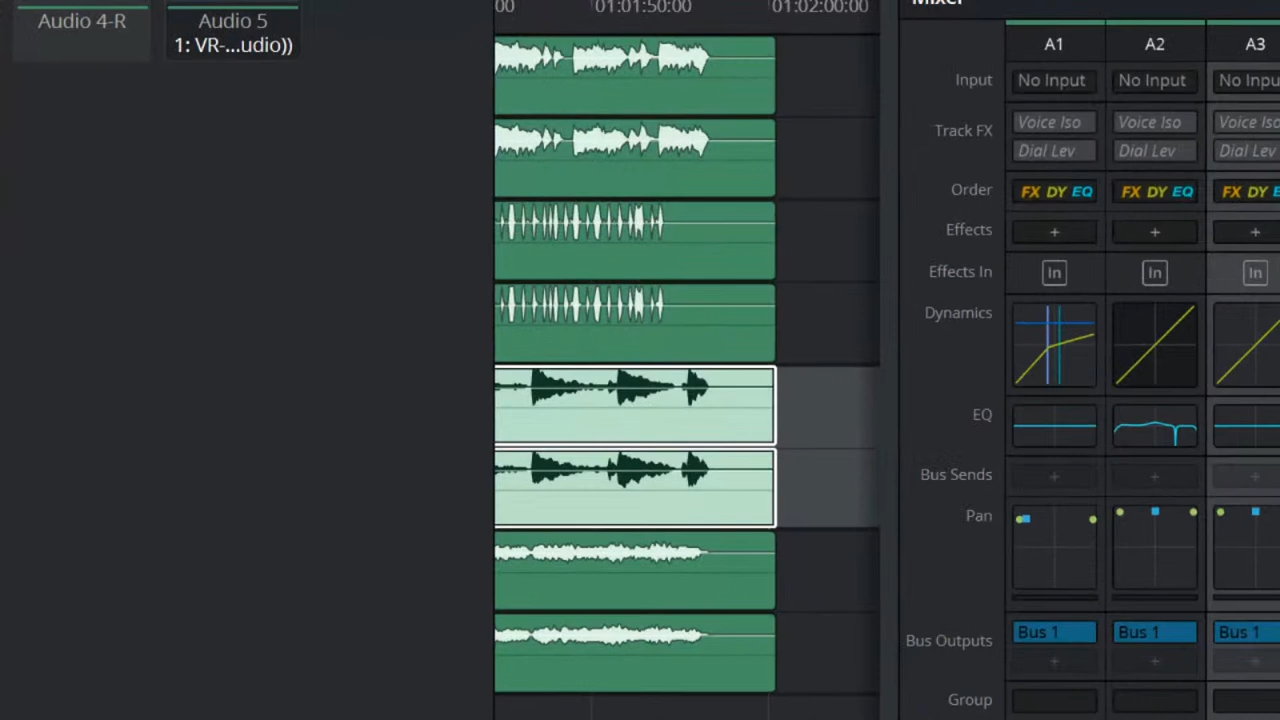 Audio 4-R
Audio 5
1: VR-...udio))
00
01:01:50:00
01:02:00:00
Mixer
A1
A2
A3
Input
No Input
No Input
No Inpu
Track FX
Voice Iso
Voice Iso
Voice Iso
Dial Lev
Dial Lev
Dial Lev
Order
FX DY EQ
FX DY EQ
FX DY E
Effects
+
+
+
Effects In
In
In
In
Dynamics
EQ
Bus Sends
+
+
+
Pan
Bus Outputs
Bus 1
Bus 1
Bus 1
+
+
+
Group